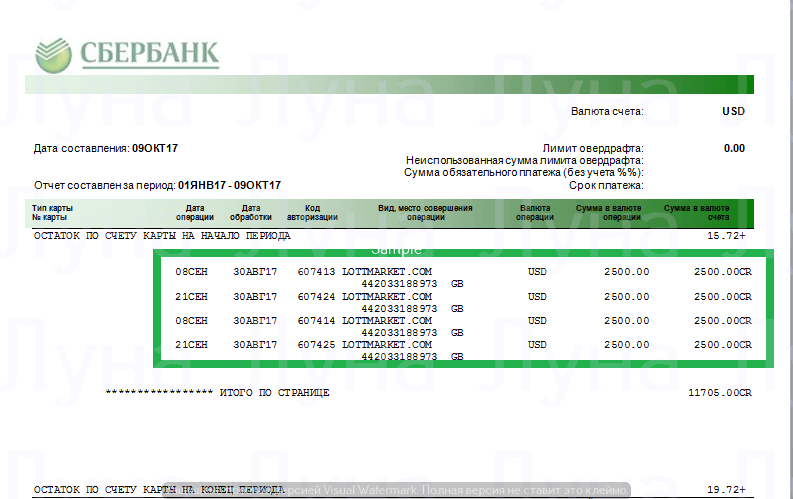 СБЕРБАНК
Валюта счета: USD
Дата составления: 09ОКТ17 Лимит овердрафта: 0.00
Неиспользованная сумма лимита овердрафта:
Сумма обязательного платежа (без учета %%):
Отчет составлен за период: 01ЯНВ17 - 09ОКТ17 Срок платежа:
Тип карты Дата Дата Код Вид, место совершения Валюта Сумма в валюте Сумма в валюте
№ карты операции обработки авторизации операции операции операции счета
ОСТАТОК ПО СЧЕТУ КАРТЫ НА НАЧАЛО ПЕРИОДА 15.72+
Sample
08СЕН 30АВГ17 607413 LOTTMARKET.COM USD 2500.00 2500.00CR
442033188973 GB
21СЕН 30АВГ17 607424 LOTTMARKET.COM USD 2500.00 2500.00CR
442033188973 GB
08СЕН 30АВГ17 607414 LOTTMARKET.COM USD 2500.00 2500.00CR
442033188973 GB
21СЕН 30АВГ17 607425 LOTTMARKET.COM USD 2500.00 2500.00CR
442033188973 GB
***************** ИТОГО ПО СТРАНИЦЕ 11705.00CR
ОСТАТОК ПО СЧЕТУ КАРТЫ НА КОНЕЦ ПЕРИОДА 19.72+
версией Visual Watermark. Полная версия не ставит это клеймо.
Луна Луна Луна Луна
Луна Луна Луна Луна